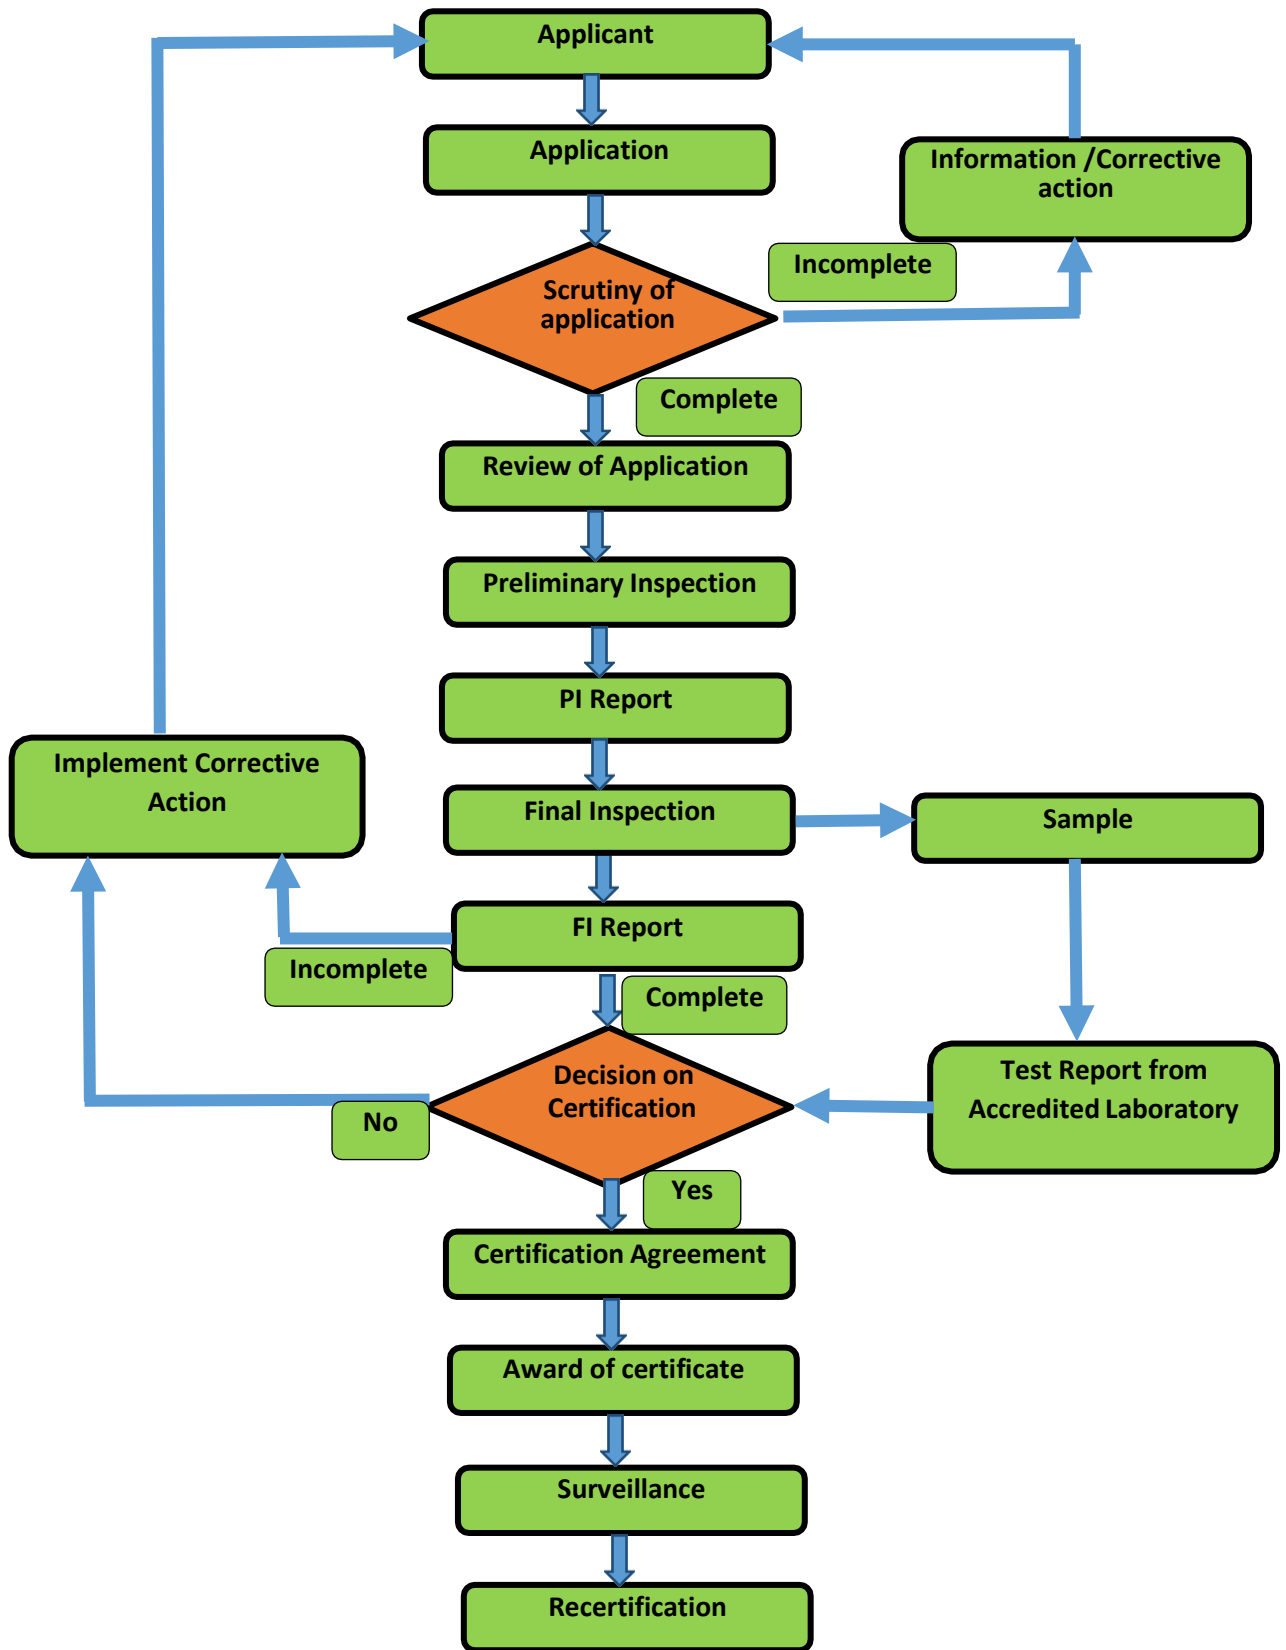 Applicant
Application
Information /Corrective
action
Incomplete
Scrutiny of
application
Complete
Review of Application
Preliminary Inspection
PI Report
Implement Corrective
Action
Final Inspection
Sample
FI Report
Incomplete
Complete
Decision on
Certification
Test Report from
Accredited Laboratory
No
Yes
Certification Agreement
Award of certificate
Surveillance
Recertification